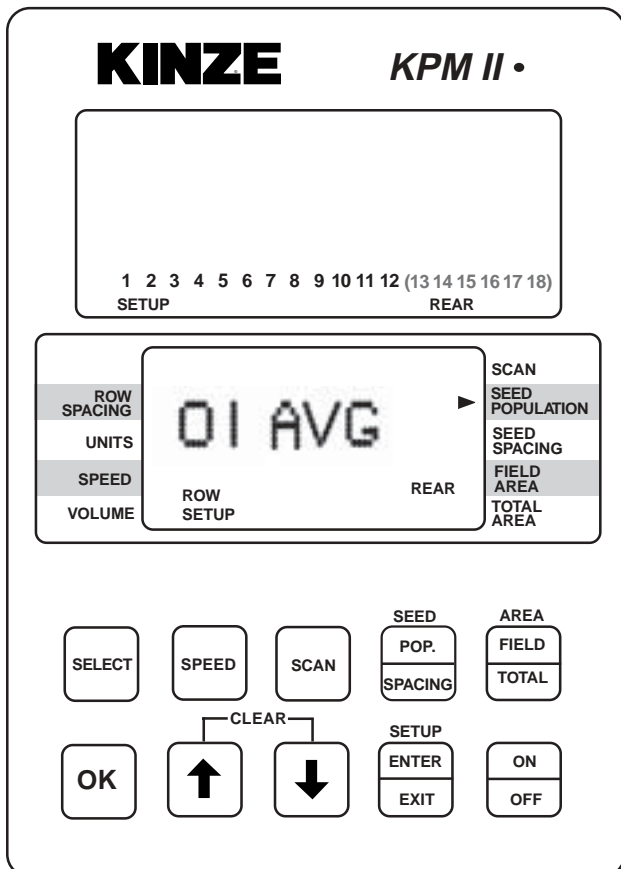 KINZE KPM II •
1 2 3 4 5 6 7 8 9 10 11 12 (13 14 15 16 17 18)
SETUP REAR
SCAN
ROW SPACING
SEED POPULATION
01 AVG
UNITS
SEED SPACING
SPEED
FIELD AREA
ROW SETUP
REAR
VOLUME
TOTAL AREA
SEED AREA
SELECT SPEED SCAN POP. FIELD
SPACING TOTAL
CLEAR
SETUP
OK ENTER ON
EXIT OFF